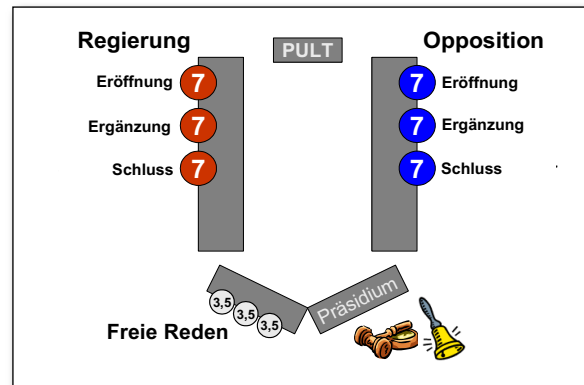 Regierung
PULT
Opposition
Eröffnung 7
7 Eröffnung
Ergänzung 7
7 Ergänzung
Schluss 7
7 Schluss
3,5
3,5
3,5
Präsidium
Freie Reden